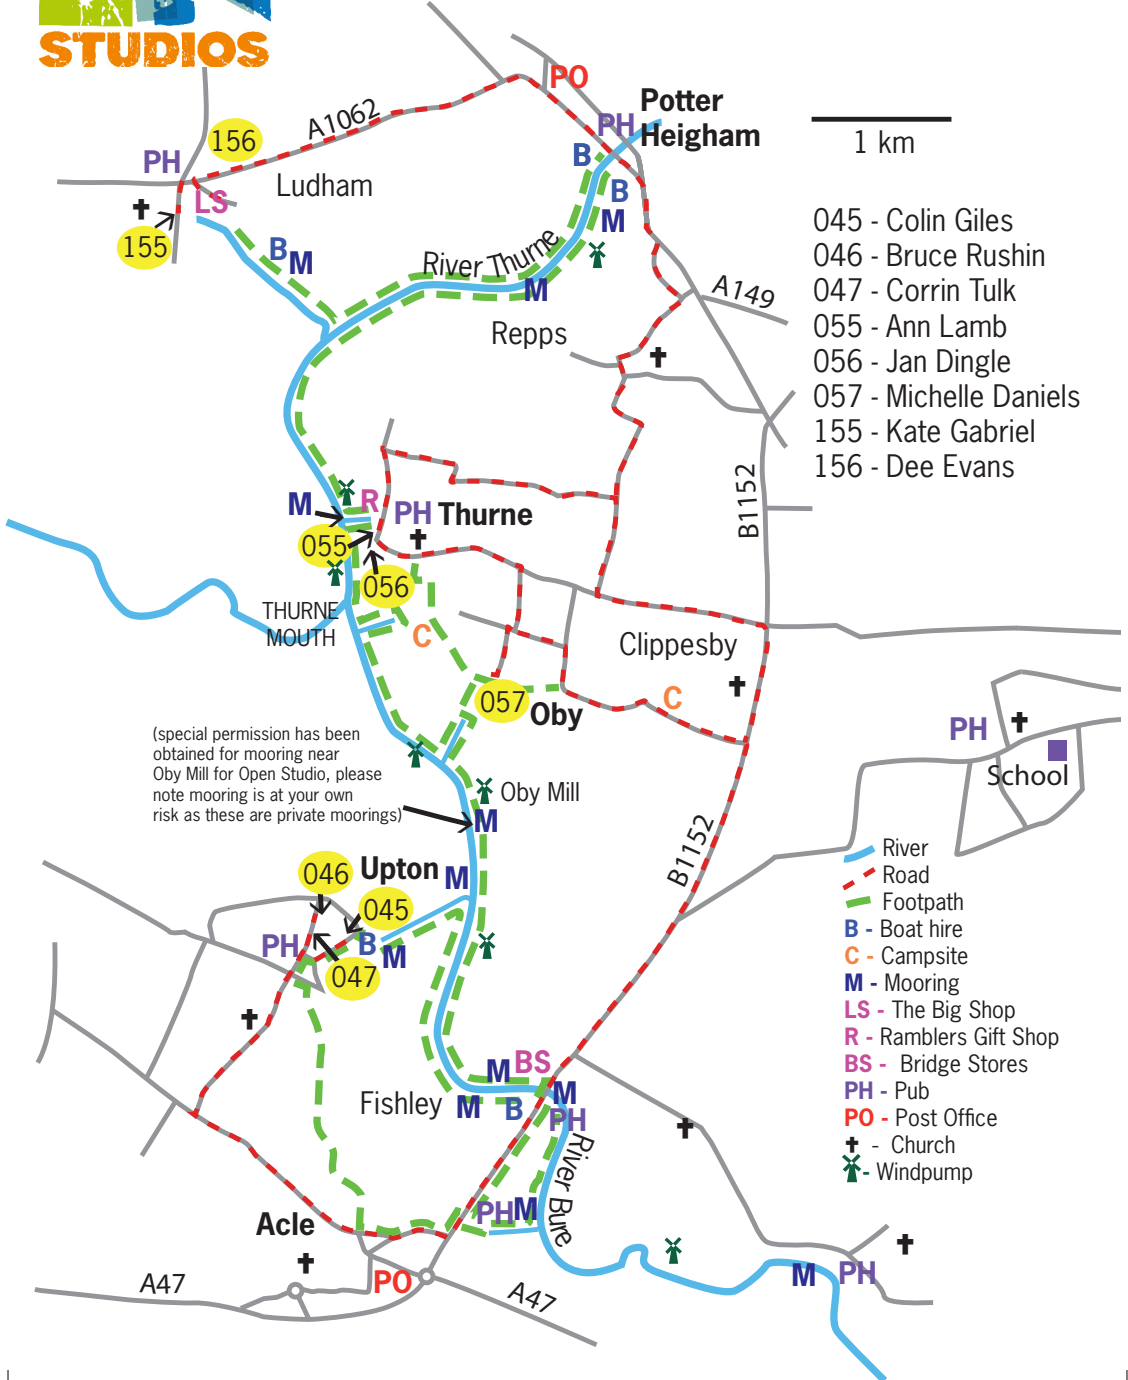 STUDIOS
PO
Potter
Heigham
PH
A1062
1 km
156
PH
B
Ludham
LS
B
M
155
B
M
River Thurne
M
A149
Repps
045 - Colin Giles
046 - Bruce Rushin
047 - Corrin Tulk
055 - Ann Lamb
056 - Jan Dingle
057 - Michelle Daniels
155 - Kate Gabriel
156 - Dee Evans
B1152
M
R
PH
Thurne
055
056
THURNE
MOUTH
C
Clippesby
C
057
Oby
PH
School
(special permission has been
obtained for mooring near
Oby Mill for Open Studio, please
note mooring is at your own
risk as these are private moorings)
Oby Mill
M
B1152
046
Upton
M
045
PH
B
M
047
River
Road
Footpath
B - Boat hire
C - Campsite
M - Mooring
LS - The Big Shop
R - Ramblers Gift Shop
BS - Bridge Stores
PH - Pub
PO - Post Office
- Church
- Windpump
M
BS
Fishley
M
B
M
PH
River Bure
PH
M
Acle
PO
A47
A47
M
PH